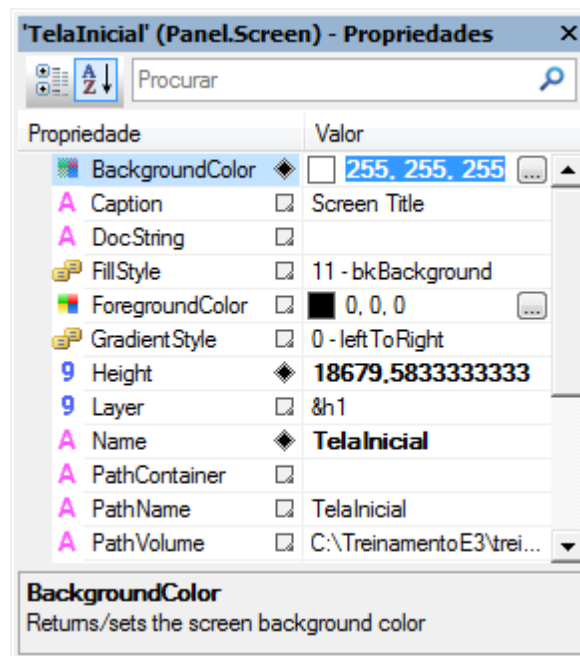 'TelaInicial' (Panel.Screen) - Propriedades
Procurar
Propriedade Valor
BackgroundColor 255, 255, 255 ...
Caption Screen Title
DocString
FillStyle 11 - bkBackground
ForegroundColor 0, 0, 0 ...
GradientStyle 0 - leftToRight
Height 18679,5833333333
Layer &h1
Name TelaInicial
PathContainer
PathName TelaInicial
PathVolume C:\TreinamentoE3\trei...
BackgroundColor
Returns/sets the screen background color